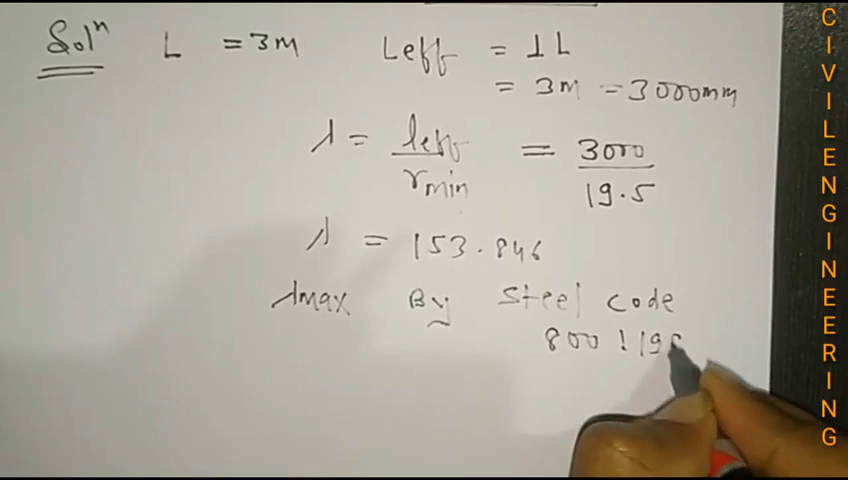 Solⁿ L = 3m Leff = 1L
= 3m = 3000mm
λ = leff / rmin = 3000 / 19.5
λ = 153.846
λmax By Steel code
800 : 19
CIVILENGINEERING